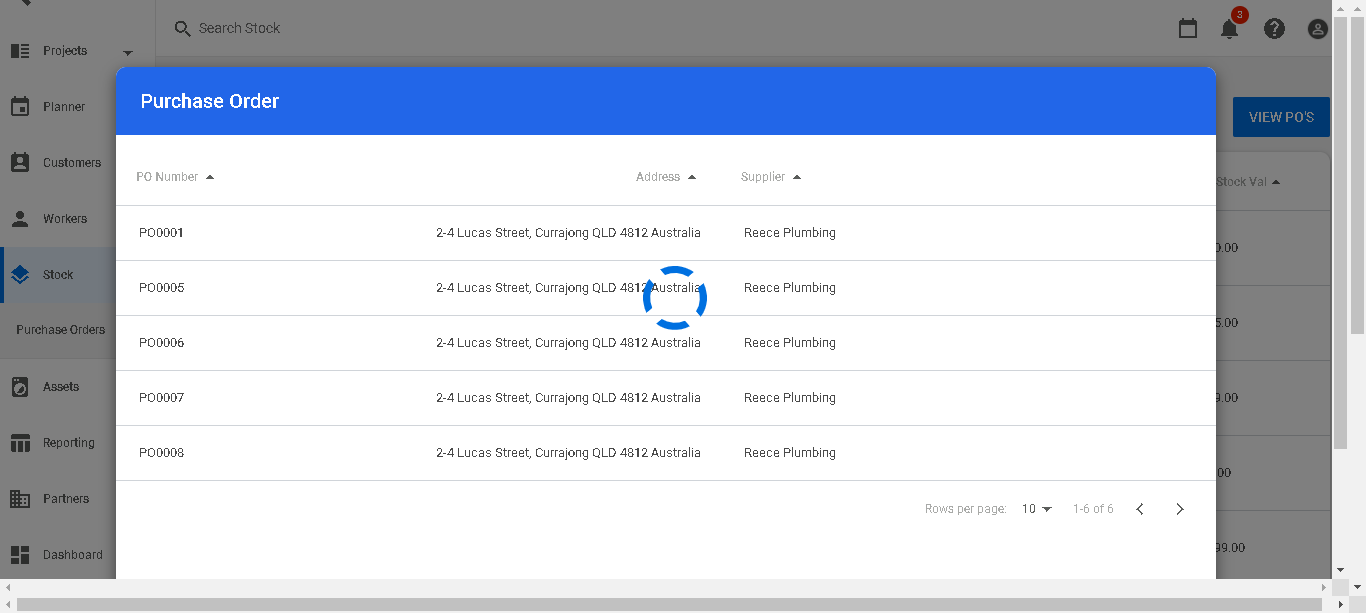 Search Stock
3
Projects
Planner
Customers
Workers
Stock
Purchase Orders
Assets
Reporting
Partners
Dashboard
VIEW PO'S
Stock Val
0.00
5.00
9.00
00
99.00
Purchase Order
PO Number Address Supplier
PO0001 2-4 Lucas Street, Currajong QLD 4812 Australia Reece Plumbing
PO0005 2-4 Lucas Street, Currajong QLD 4812 Australia Reece Plumbing
PO0006 2-4 Lucas Street, Currajong QLD 4812 Australia Reece Plumbing
PO0007 2-4 Lucas Street, Currajong QLD 4812 Australia Reece Plumbing
PO0008 2-4 Lucas Street, Currajong QLD 4812 Australia Reece Plumbing
Rows per page: 10 1-6 of 6